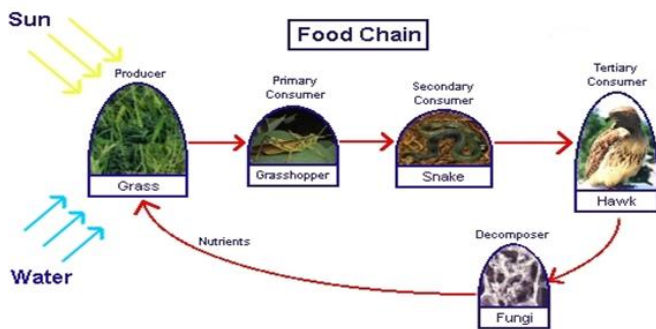 Sun
Food Chain
Producer
Primary
Consumer
Secondary
Consumer
Tertiary
Consumer
Grass
Grasshopper
Snake
Hawk
Nutrients
Decomposer
Water
Fungi